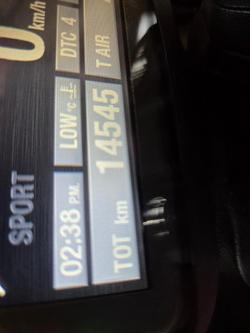 0 km/h
SPORT
DTC 4
02:38 P.M.
LOW °C
T AIR
TOT km 14545